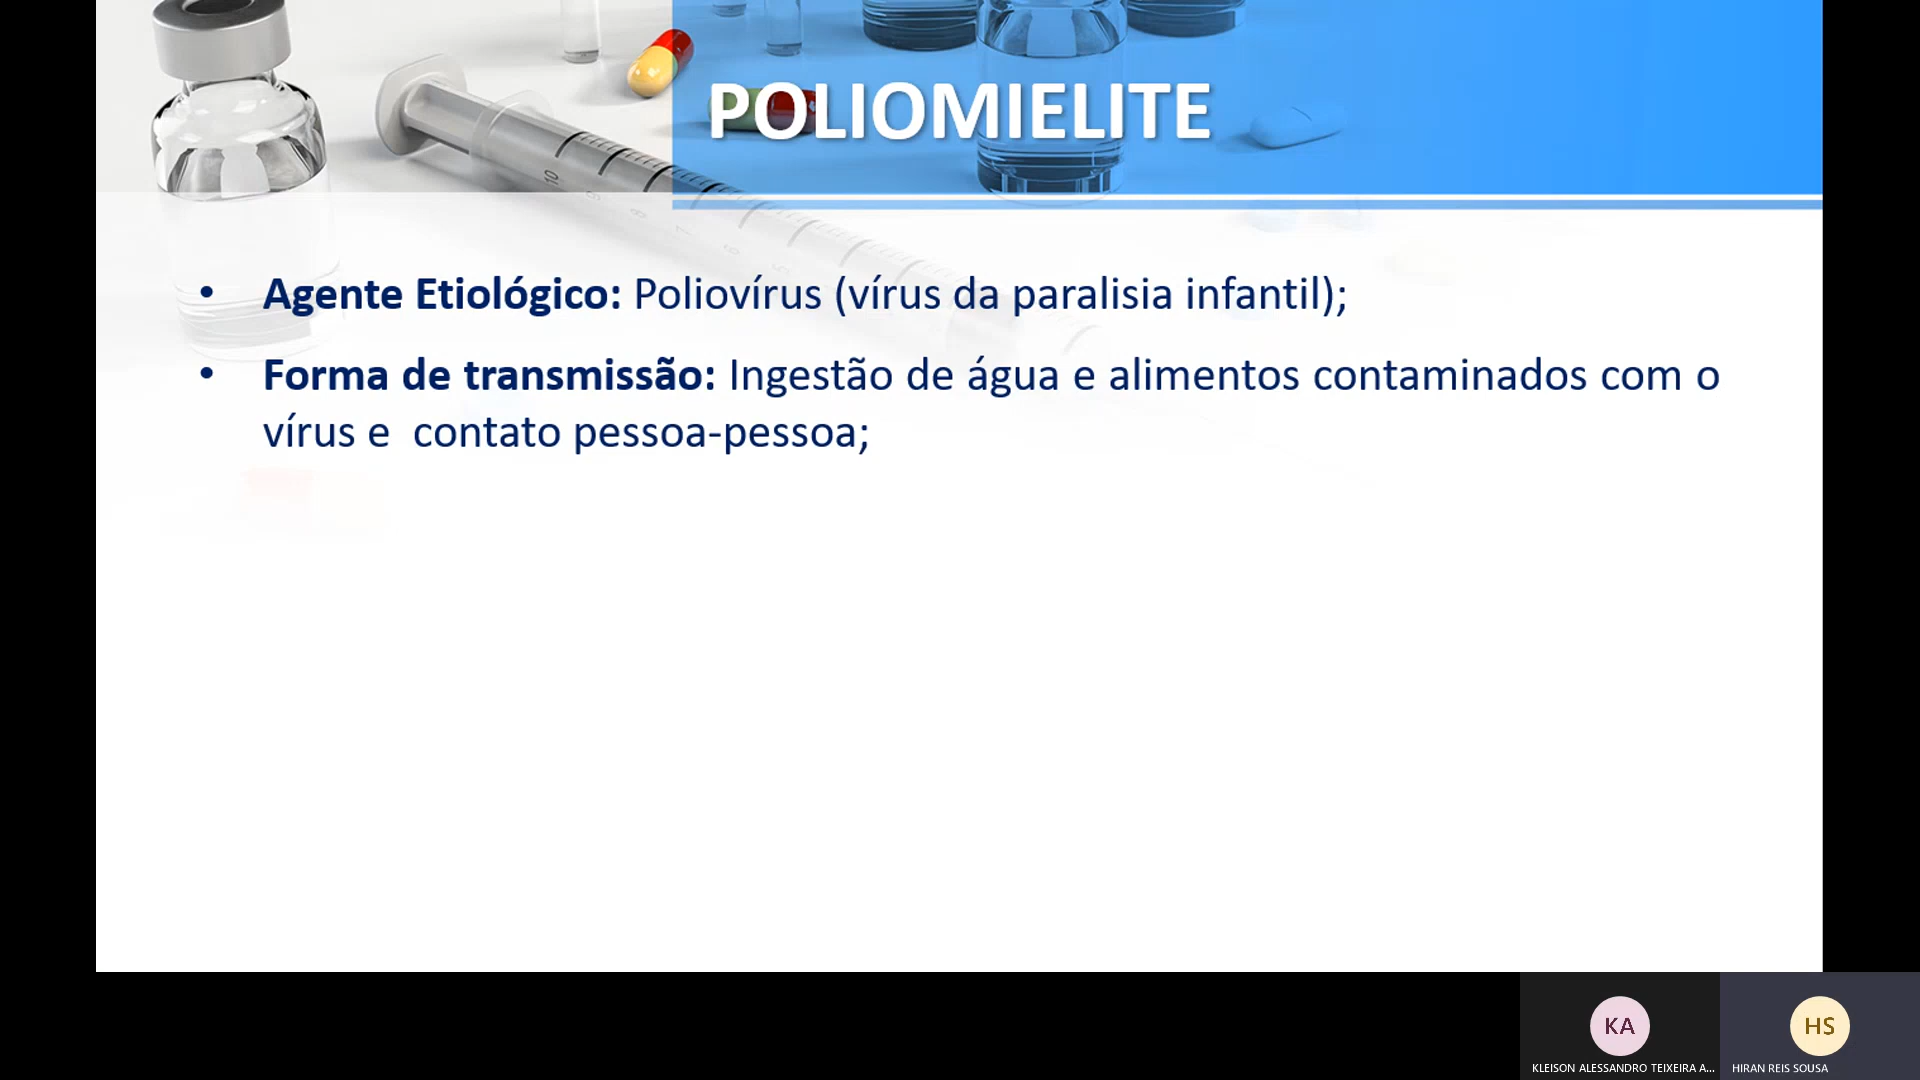 POLIOMIELITE
• Agente Etiológico: Poliovírus (vírus da paralisia infantil);
• Forma de transmissão: Ingestão de água e alimentos contaminados com o
vírus e  contato pessoa-pessoa;
10
KA
HS
KLEISON ALESSANDRO TEIXEIRA A...
HIRAN REIS SOUSA